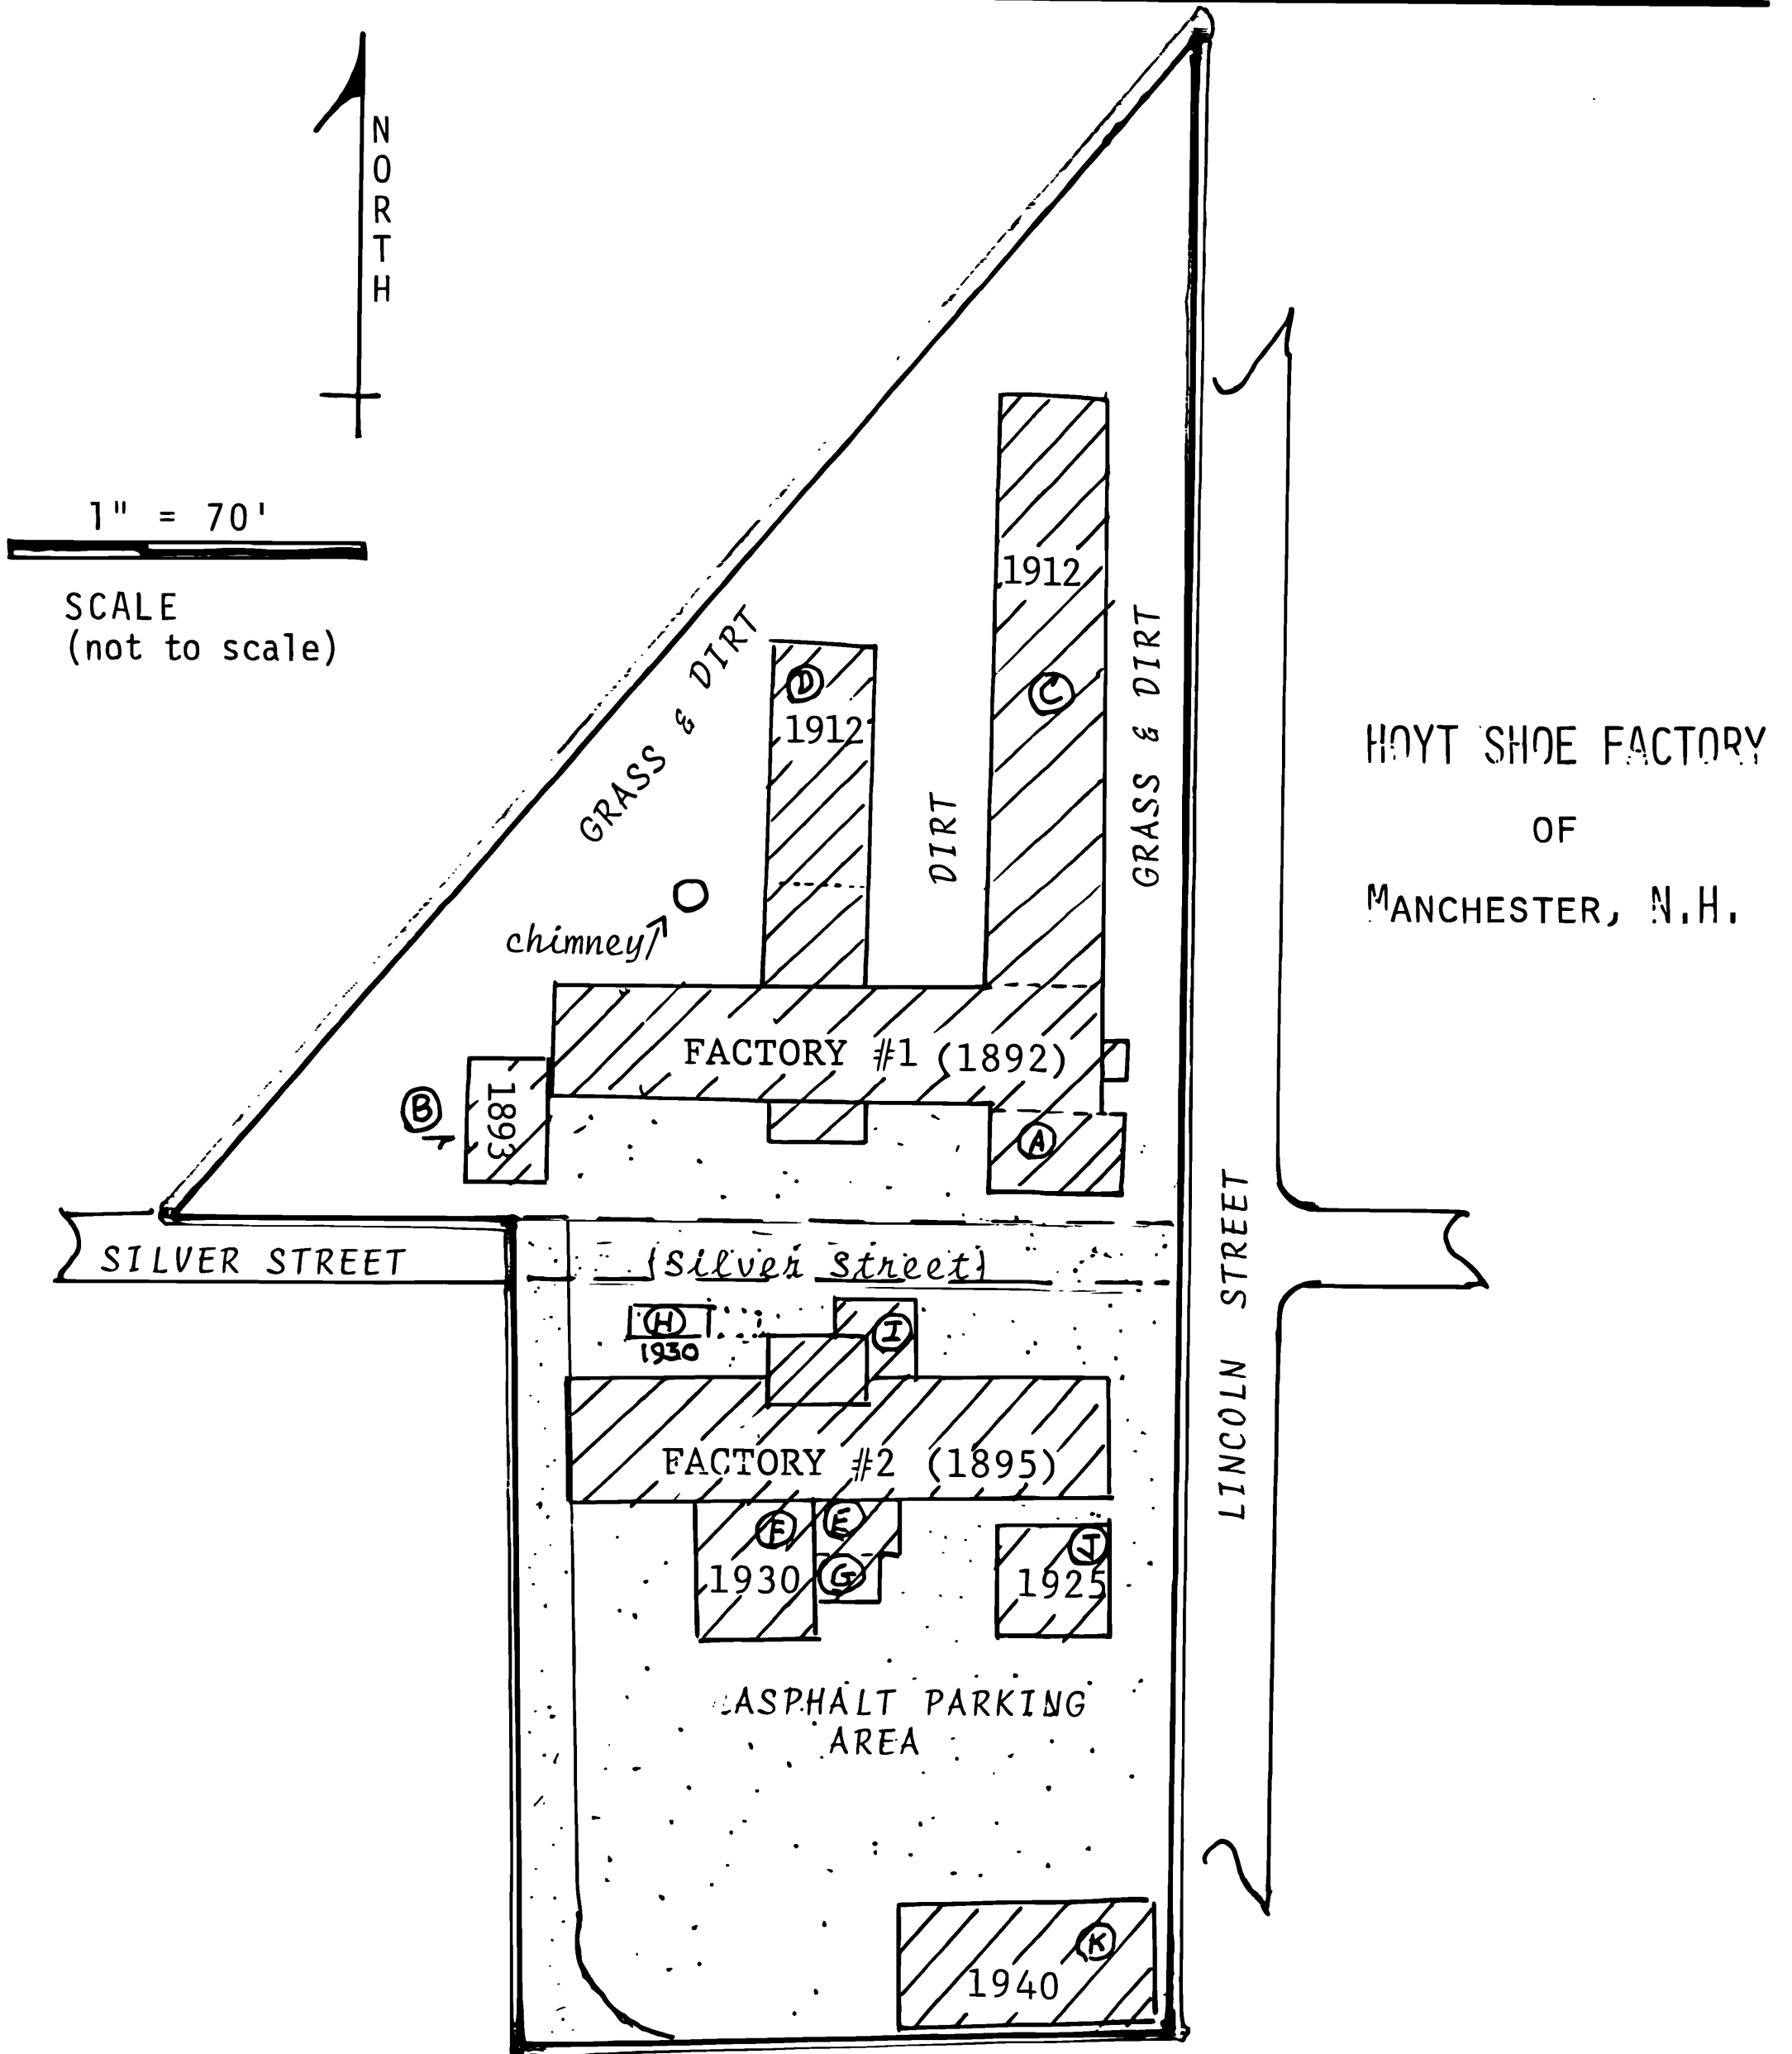 NORTH
1" = 70'
SCALE
(not to scale)
HOYT SHOE FACTORY
OF
MANCHESTER, N.H.
1912
C
GRASS & DIRT
D
1912
DIRT
GRASS & DIRT
chimney
FACTORY #1 (1892)
B
1893
A
SILVER STREET
(Silver Street)
LINCOLN STREET
H
1930
I
FACTORY #2 (1895)
F
E
1930
G
J
1925
ASPHALT PARKING
AREA
K
1940